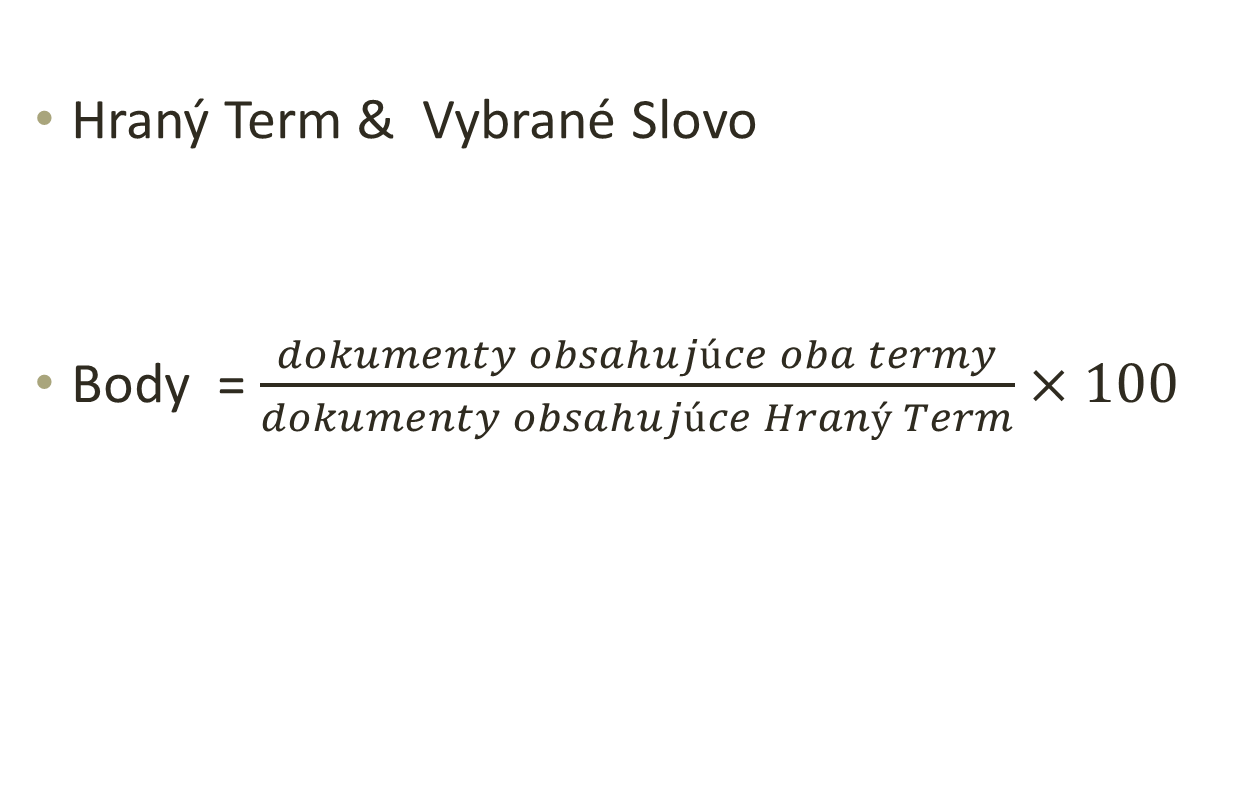 • Hraný Term &  Vybrané Slovo
• Body  = dokumenty obsahujúce oba termy / dokumenty obsahujúce Hraný Term × 100